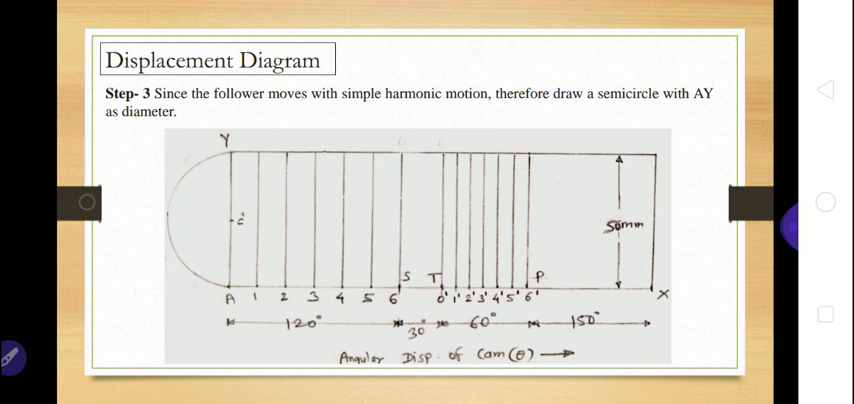 Displacement Diagram
Step- 3 Since the follower moves with simple harmonic motion, therefore draw a semicircle with AY
as diameter.
Y
c
50mm
S T P
A 1 2 3 4 5 6 0' 1' 2' 3' 4' 5' 6' X
120° 30° 60° 150°
Angular Disp. of Cam (θ)